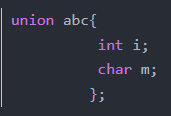 union abc{
int i;
char m;
};